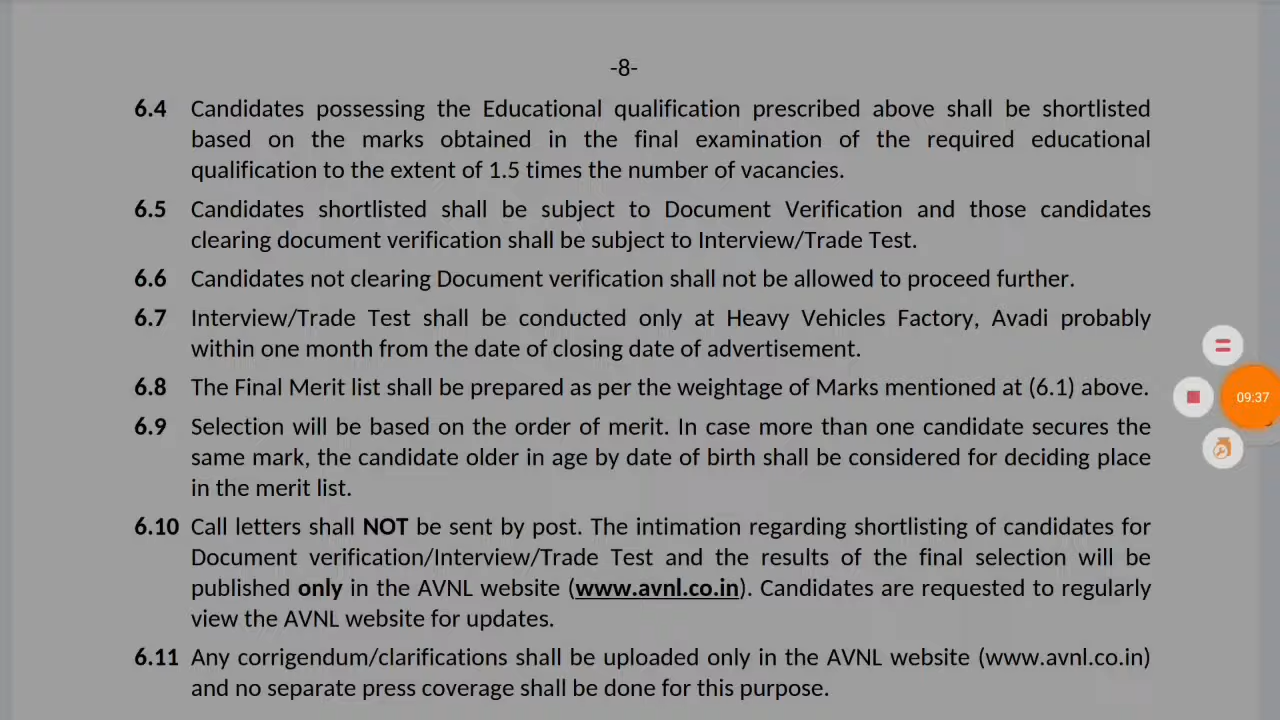 -8-
6.4 Candidates possessing the Educational qualification prescribed above shall be shortlisted
based on the marks obtained in the final examination of the required educational
qualification to the extent of 1.5 times the number of vacancies.
6.5 Candidates shortlisted shall be subject to Document Verification and those candidates
clearing document verification shall be subject to Interview/Trade Test.
6.6 Candidates not clearing Document verification shall not be allowed to proceed further.
6.7 Interview/Trade Test shall be conducted only at Heavy Vehicles Factory, Avadi probably
within one month from the date of closing date of advertisement.
6.8 The Final Merit list shall be prepared as per the weightage of Marks mentioned at (6.1) above.
6.9 Selection will be based on the order of merit. In case more than one candidate secures the
same mark, the candidate older in age by date of birth shall be considered for deciding place
in the merit list.
6.10 Call letters shall NOT be sent by post. The intimation regarding shortlisting of candidates for
Document verification/Interview/Trade Test and the results of the final selection will be
published only in the AVNL website (www.avnl.co.in). Candidates are requested to regularly
view the AVNL website for updates.
6.11 Any corrigendum/clarifications shall be uploaded only in the AVNL website (www.avnl.co.in)
and no separate press coverage shall be done for this purpose.
09:37